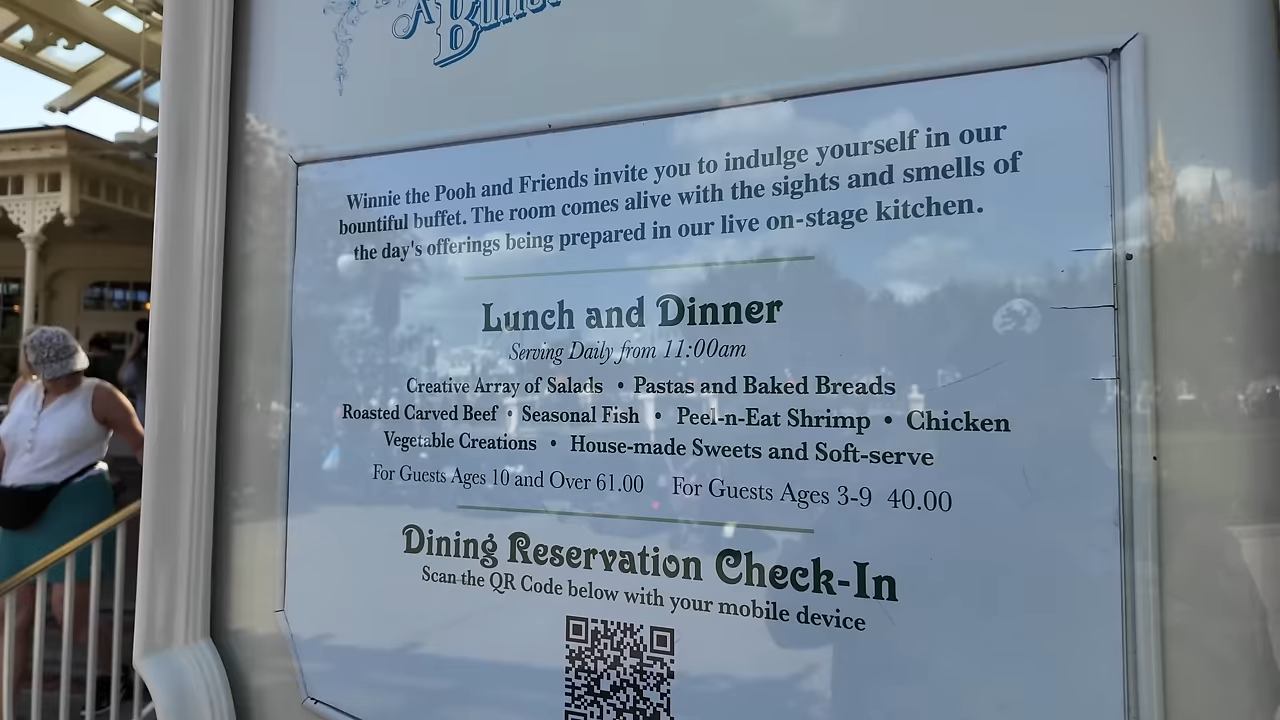 A
Winnie the Pooh and Friends invite you to indulge yourself in our
bountiful buffet. The room comes alive with the sights and smells of
the day's offerings being prepared in our live on-stage kitchen.
Lunch and Dinner
Serving Daily from 11:00am
Creative Array of Salads • Pastas and Baked Breads
Roasted Carved Beef • Seasonal Fish • Peel-n-Eat Shrimp • Chicken
Vegetable Creations • House-made Sweets and Soft-serve
For Guests Ages 10 and Over 61.00 For Guests Ages 3-9 40.00
Dining Reservation Check-In
Scan the QR Code below with your mobile device